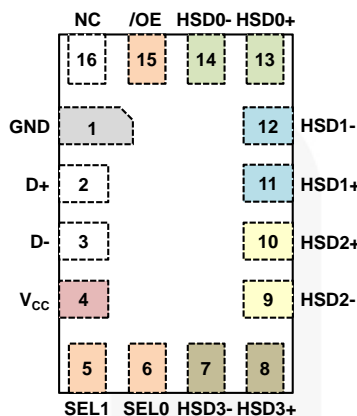 NC /OE HSD0- HSD0+
16 15 14 13
GND 1 12 HSD1-
D+ 2 11 HSD1+
D- 3 10 HSD2+
VCC 4 9 HSD2-
5 6 7 8
SEL1 SEL0 HSD3- HSD3+